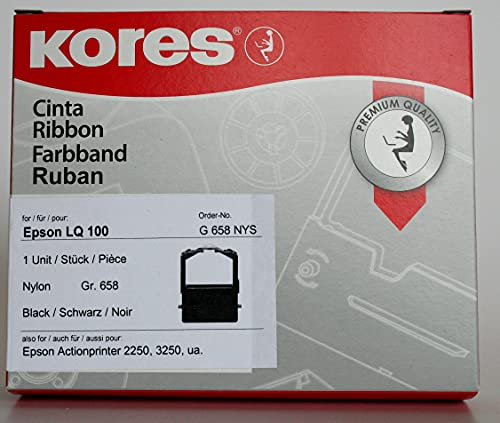 KORES
PREMIUM QUALITY
Cinta
Ribbon
Farbband
Ruban
for / für / pour:
Order-No.
Epson LQ 100
G 658 NYS
1 Unit / Stück / Pièce
Nylon Gr. 658
Black / Schwarz / Noir
also for / auch für / aussi pour:
Epson Actionprinter 2250, 3250, ua.